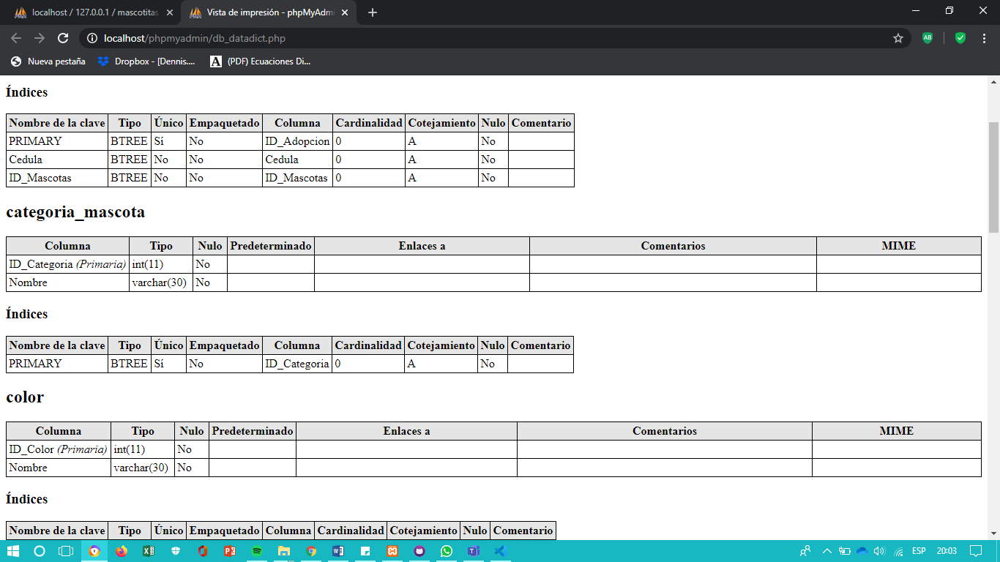 localhost / 127.0.0.1 / mascotitas
Vista de impresión - phpMyAdmi
localhost/phpmyadmin/db_datadict.php
AB
Nueva pestaña
Dropbox - [Dennis....
A
(PDF) Ecuaciones Di...
Índices
Nombre de la clave Tipo Único Empaquetado Columna Cardinalidad Cotejamiento Nulo Comentario
PRIMARY BTREE Sí No ID_Adopcion 0 A No
Cedula BTREE No No Cedula 0 A No
ID_Mascotas BTREE No No ID_Mascotas 0 A No
categoria_mascota
Columna Tipo Nulo Predeterminado Enlaces a Comentarios MIME
ID_Categoria (Primaria) int(11) No
Nombre varchar(30) No
Índices
Nombre de la clave Tipo Único Empaquetado Columna Cardinalidad Cotejamiento Nulo Comentario
PRIMARY BTREE Sí No ID_Categoria 0 A No
color
Columna Tipo Nulo Predeterminado Enlaces a Comentarios MIME
ID_Color (Primaria) int(11) No
Nombre varchar(30) No
Índices
Nombre de la clave Tipo Único Empaquetado Columna Cardinalidad Cotejamiento Nulo Comentario
ESP
20:03